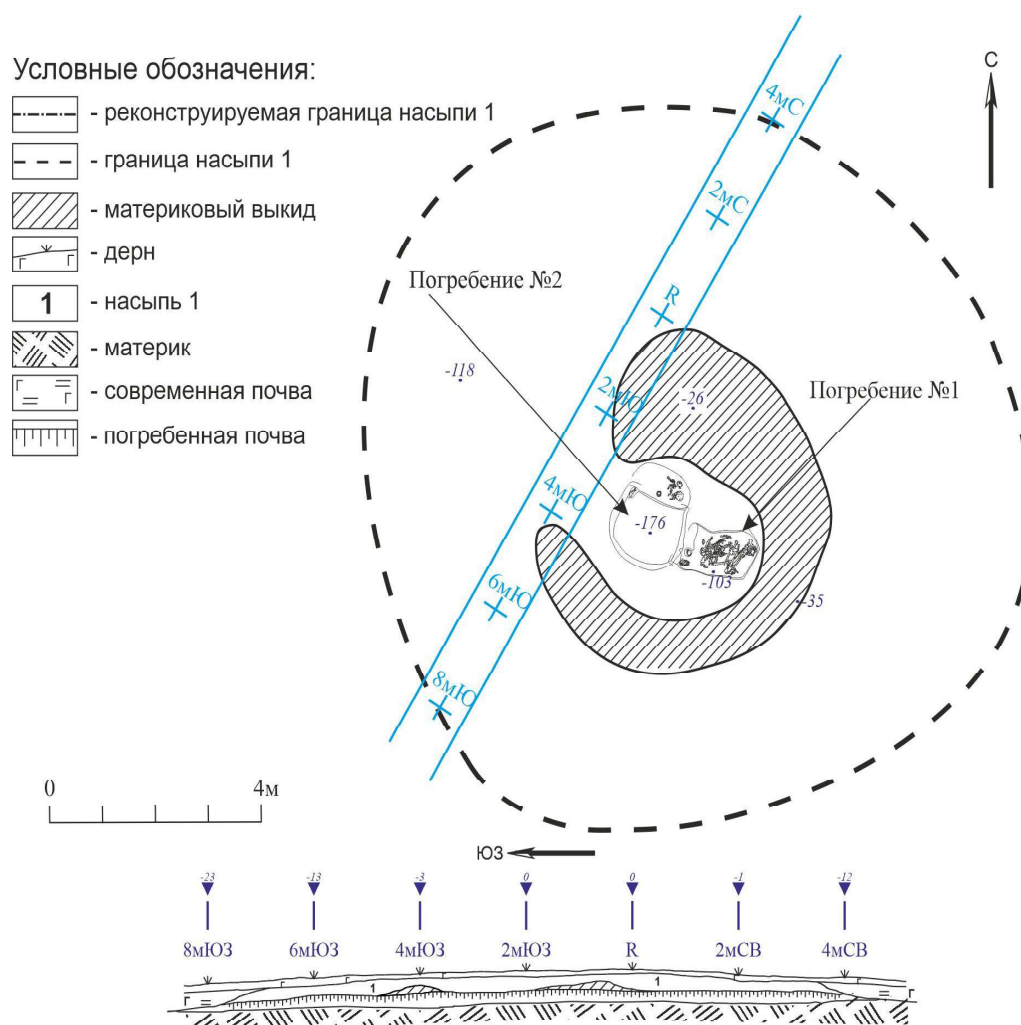 Условные обозначения:
- реконструируемая граница насыпи 1
- граница насыпи 1
- материковый выкид
- дерн
1 - насыпь 1
- материк
- современная почва
- погребенная почва
С
4мС
2мС
R
2мЮ
4мЮ
6мЮ
8мЮ
Погребение №2
Погребение №1
-118
-26
-176
-103
-35
0 4м
ЮЗ
-23 -13 -3 0 0 -1 -12
8мЮЗ 6мЮЗ 4мЮЗ 2мЮЗ R 2мСВ 4мСВ
1 1